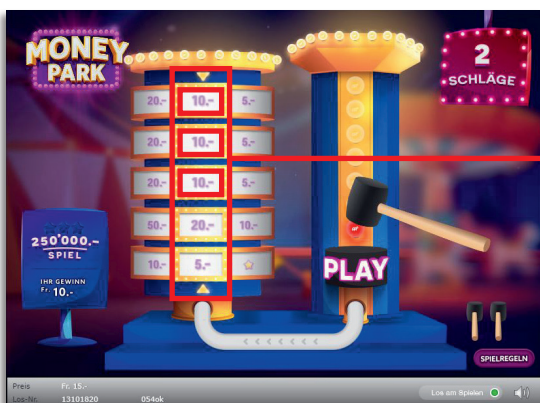 MONEY
PARK
2
SCHLÄGE
20.- 10.- 5.-
20.- 10.- 5.-
20.- 10.- 5.-
50.- 20.- 10.-
10.- 5.-
250'000.-
SPIEL
IHR GEWINN
Fr. 10.-
PLAY
SPIELREGELN
Preis Fr. 15.-
Los-Nr. 13101820 054ok
Los am Spielen